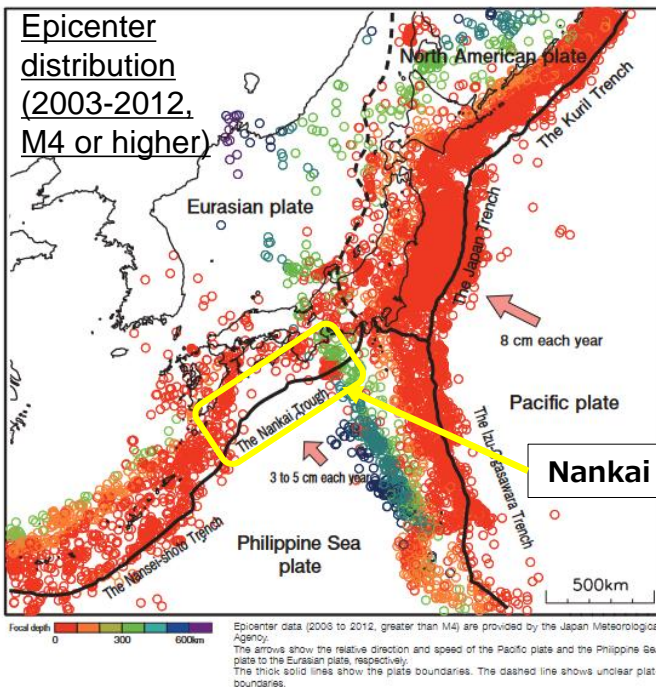 Epicenter
distribution
(2003-2012,
M4 or higher)
North American plate
The Kuril Trench
Eurasian plate
The Japan Trench
8 cm each year
Pacific plate
The Nankai Trough
3 to 5 cm each year
The Izu-Ogasawara Trench
Nankai
Philippine Sea
plate
The Nansei-shoto Trench
500km
Focal depth
0 300 600km
Epicenter data (2003 to 2012, greater than M4) are provided by the Japan Meteorological
Agency.
The arrows show the relative direction and speed of the Pacific plate and the Philippine Sea
plate to the Eurasian plate, respectively.
The thick solid lines show the plate boundaries. The dashed line shows unclear plate
boundaries.